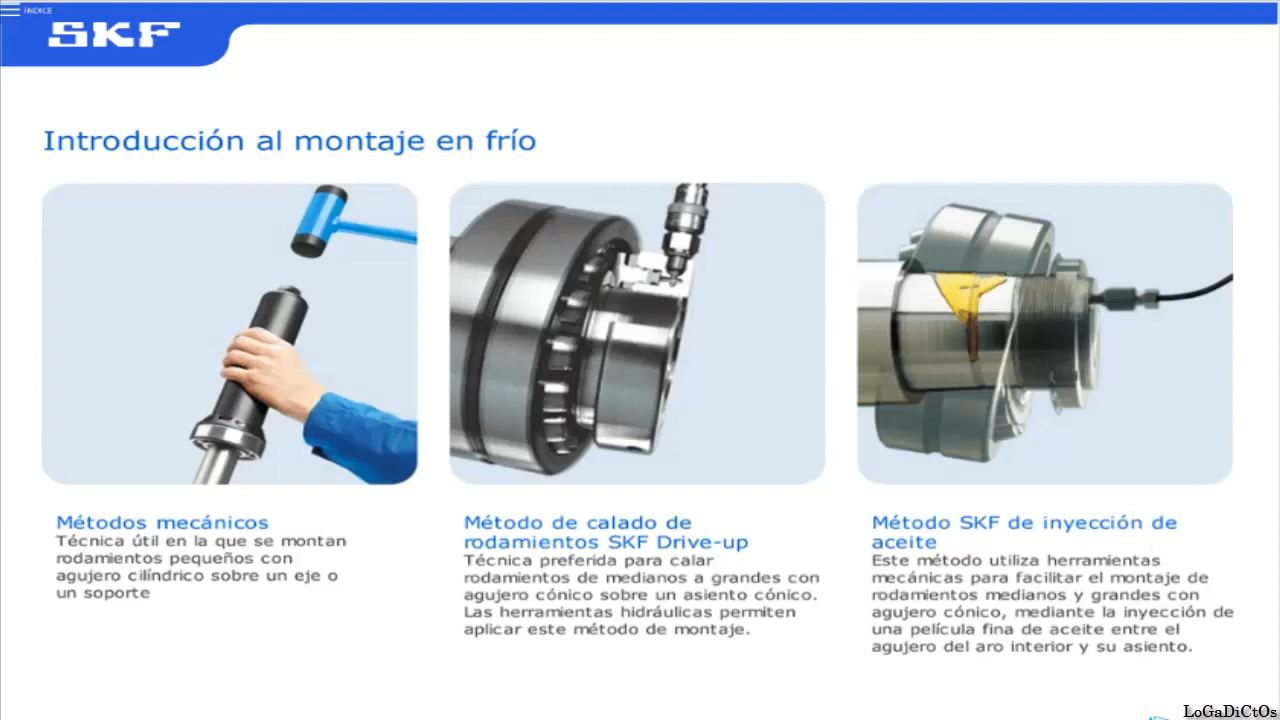 ÍNDICE
SKF
Introducción al montaje en frío
Métodos mecánicos
Técnica útil en la que se montan
rodamientos pequeños con
agujero cilíndrico sobre un eje o
un soporte
Método de calado de
rodamientos SKF Drive-up
Técnica preferida para calar
rodamientos de medianos a grandes con
agujero cónico sobre un asiento cónico.
Las herramientas hidráulicas permiten
aplicar este método de montaje.
Método SKF de inyección de
aceite
Este método utiliza herramientas
mecánicas para facilitar el montaje de
rodamientos medianos y grandes con
agujero cónico, mediante la inyección de
una película fina de aceite entre el
agujero del aro interior y su asiento.
LoGaDiCtOs